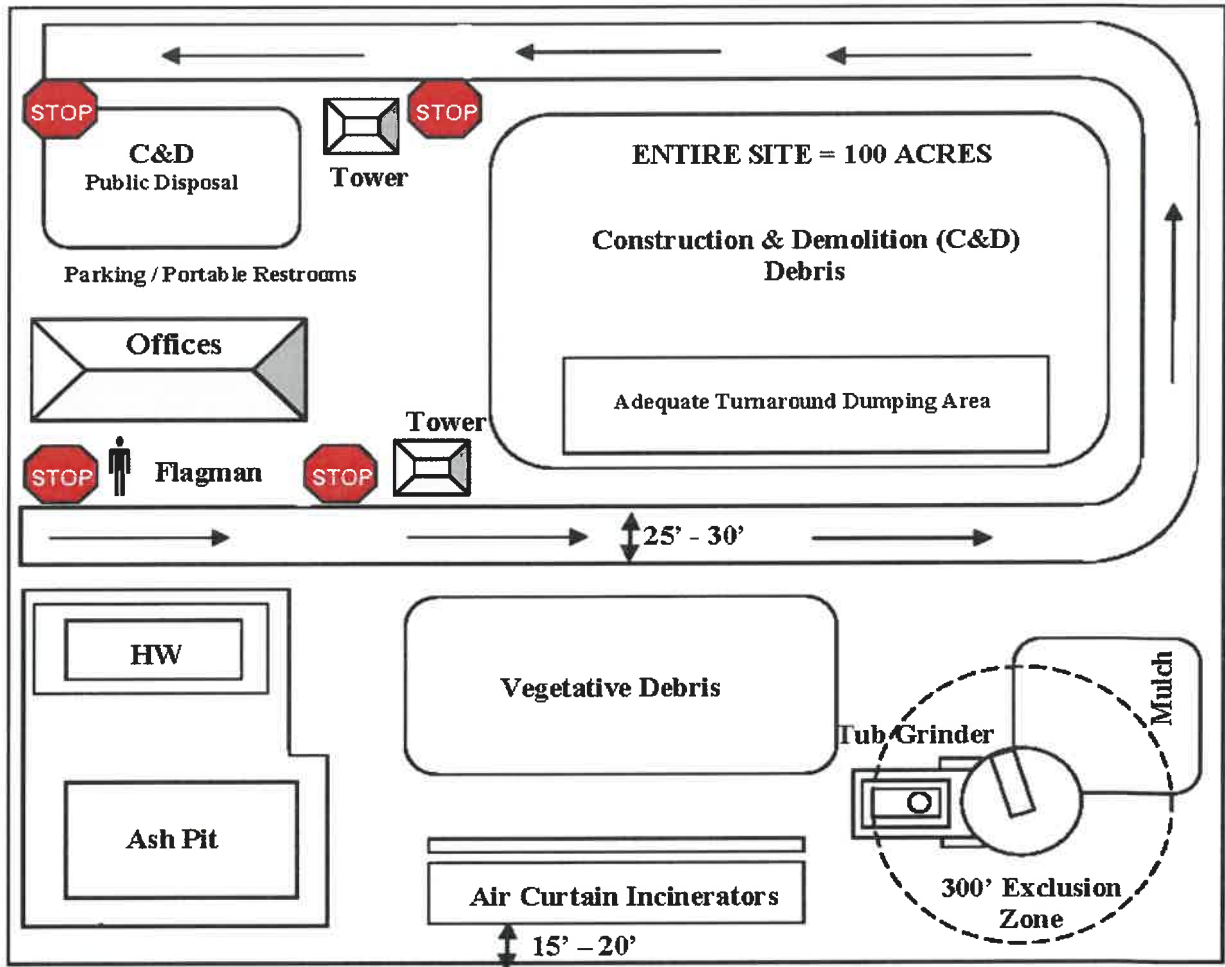 STOP
STOP
C&D
Public Disposal
Tower
ENTIRE SITE = 100 ACRES
Construction & Demolition (C&D)
Debris
Parking / Portable Restrooms
Offices
Adequate Turnaround Dumping Area
Tower
STOP
Flagman
STOP
25' - 30'
HW
Vegetative Debris
Mulch
Tub Grinder
Ash Pit
Air Curtain Incinerators
300' Exclusion
Zone
15' – 20'